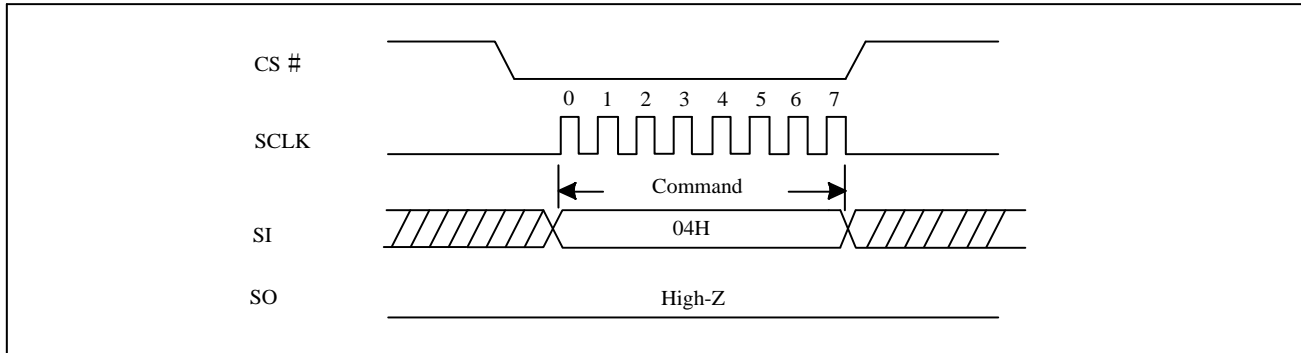 CS #
0 1 2 3 4 5 6 7
SCLK
Command
SI
04H
SO
High-Z